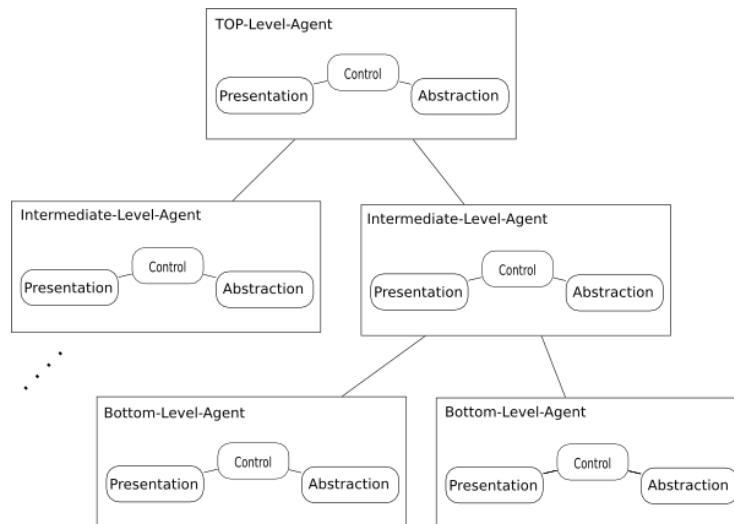 TOP-Level-Agent
Control
Presentation
Abstraction
Intermediate-Level-Agent
Control
Presentation
Abstraction
Intermediate-Level-Agent
Control
Presentation
Abstraction
Bottom-Level-Agent
Control
Presentation
Abstraction
Bottom-Level-Agent
Control
Presentation
Abstraction